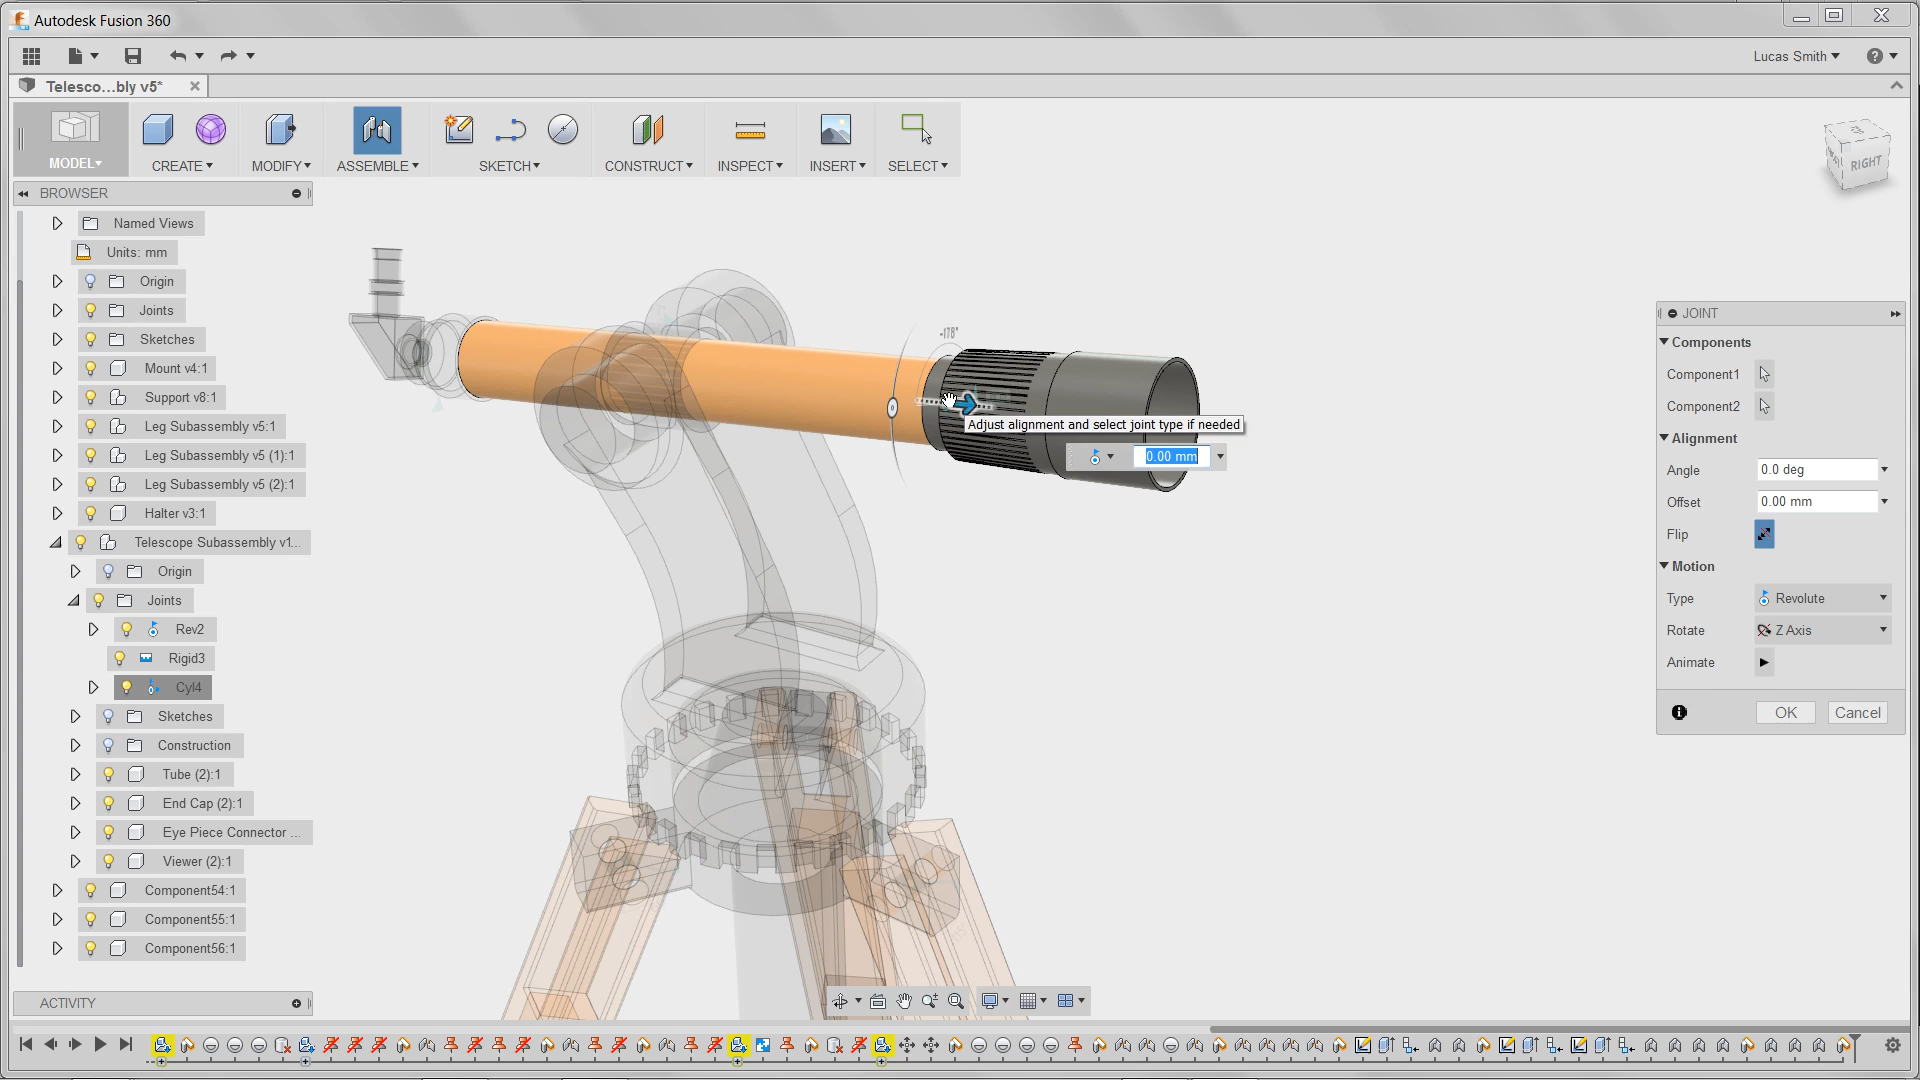 Autodesk Fusion 360
Lucas Smith
Telesco...bly v5*
MODEL
CREATE
MODIFY
ASSEMBLE
SKETCH
CONSTRUCT
INSPECT
INSERT
SELECT
RIGHT
BROWSER
Named Views
Units: mm
Origin
Joints
Sketches
Mount v4:1
Support v8:1
Leg Subassembly v5:1
Leg Subassembly v5 (1):1
Leg Subassembly v5 (2):1
Halter v3:1
Telescope Subassembly v1...
Origin
Joints
Rev2
Rigid3
Cyl4
Sketches
Construction
Tube (2):1
End Cap (2):1
Eye Piece Connector ...
Viewer (2):1
Component54:1
Component55:1
Component56:1
ACTIVITY
-178°
Adjust alignment and select joint type if needed
0.00 mm
JOINT
Components
Component1
Component2
Alignment
Angle 0.0 deg
Offset 0.00 mm
Flip
Motion
Type Revolute
Rotate Z Axis
Animate
OK Cancel